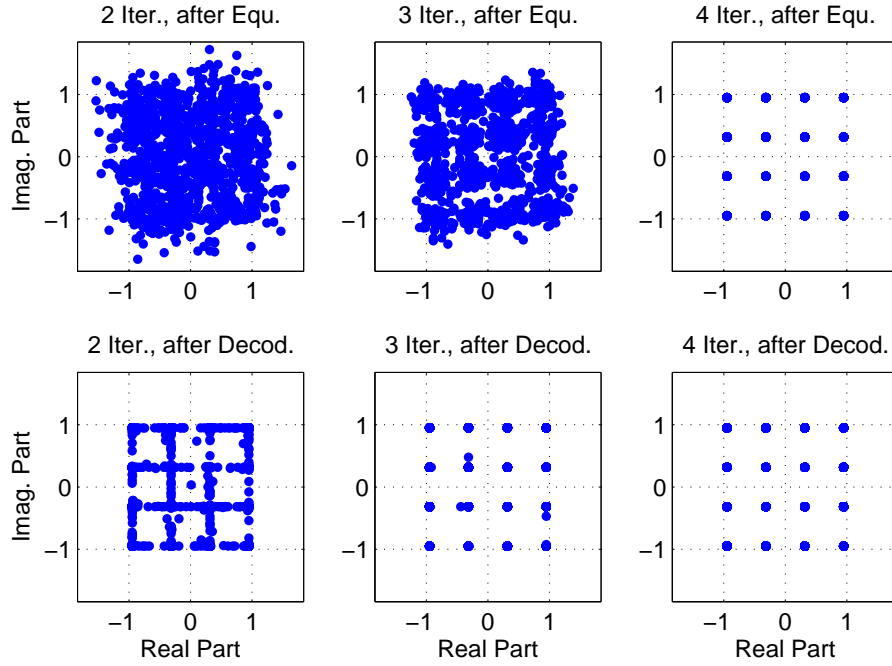 2 Iter., after Equ.
3 Iter., after Equ.
4 Iter., after Equ.
Imag. Part
1
0
−1
−1 0 1
1
0
−1
−1 0 1
1
0
−1
−1 0 1
2 Iter., after Decod.
3 Iter., after Decod.
4 Iter., after Decod.
Imag. Part
1
0
−1
−1 0 1
Real Part
1
0
−1
−1 0 1
Real Part
1
0
−1
−1 0 1
Real Part